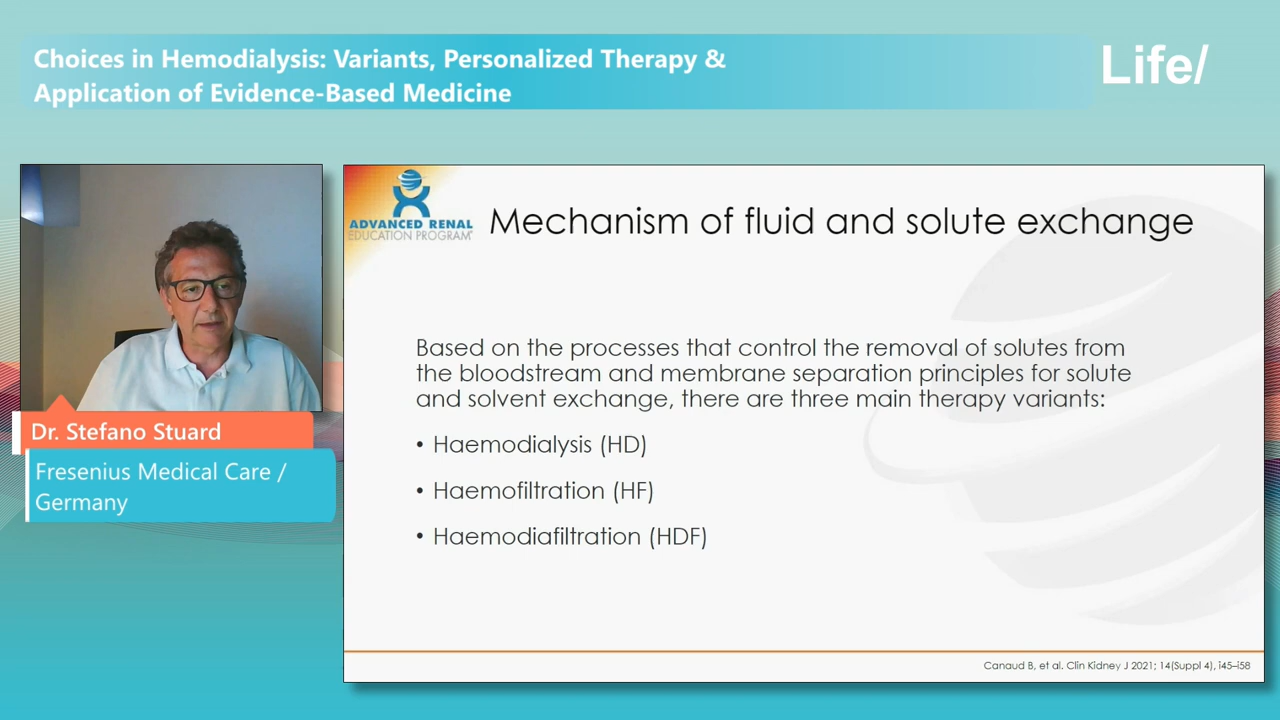 Choices in Hemodialysis: Variants, Personalized Therapy &
Application of Evidence-Based Medicine
Life/
Dr. Stefano Stuard
Fresenius Medical Care /
Germany
ADVANCED RENAL
EDUCATION PROGRAM
Mechanism of fluid and solute exchange
Based on the processes that control the removal of solutes from
the bloodstream and membrane separation principles for solute
and solvent exchange, there are three main therapy variants:
• Haemodialysis (HD)
• Haemofiltration (HF)
• Haemodiafiltration (HDF)
Canaud B, et al. Clin Kidney J 2021; 14(Suppl 4), i45–i58